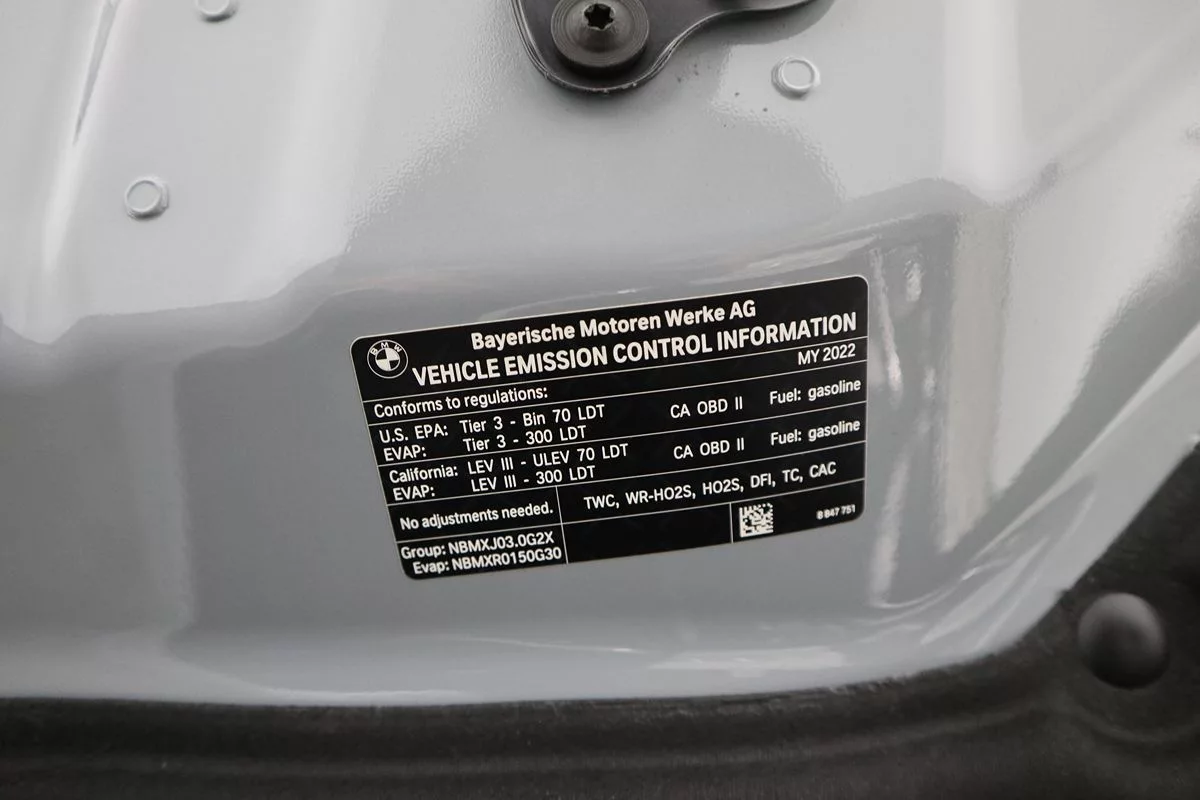 BMW
Bayerische Motoren Werke AG
VEHICLE EMISSION CONTROL INFORMATION
Conforms to regulations: MY 2022
U.S. EPA: Tier 3 - Bin 70 LDT CA OBD II Fuel: gasoline
EVAP: Tier 3 - 300 LDT
California: LEV III - ULEV 70 LDT CA OBD II Fuel: gasoline
EVAP: LEV III - 300 LDT
No adjustments needed. TWC, WR-HO2S, HO2S, DFI, TC, CAC
Group: NBMXJ03.0G2X
Evap: NBMXR0150G30
8 847 751